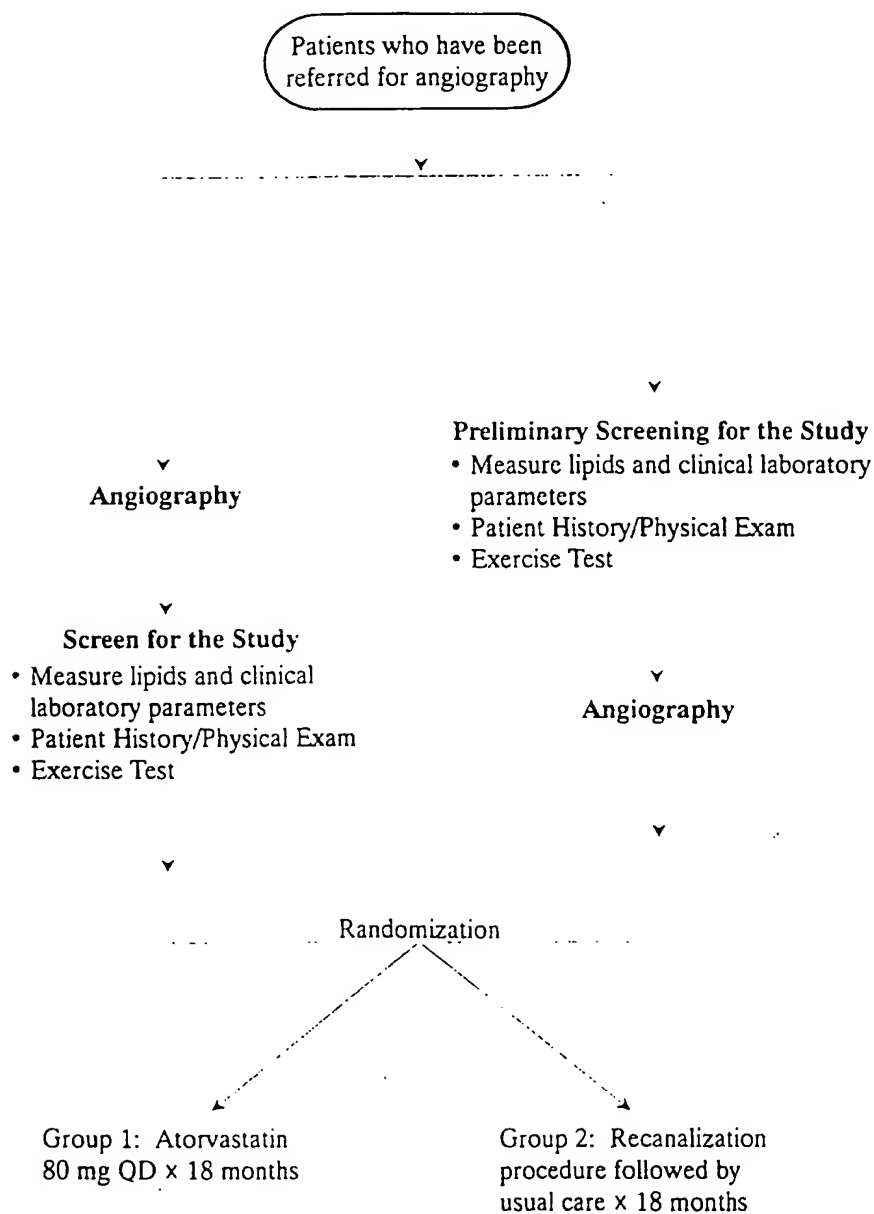 Patients who have been
referred for angiography
Angiography
Screen for the Study
• Measure lipids and clinical
laboratory parameters
• Patient History/Physical Exam
• Exercise Test
Preliminary Screening for the Study
• Measure lipids and clinical laboratory
parameters
• Patient History/Physical Exam
• Exercise Test
Angiography
Randomization
Group 1: Atorvastatin
80 mg QD × 18 months
Group 2: Recanalization
procedure followed by
usual care × 18 months